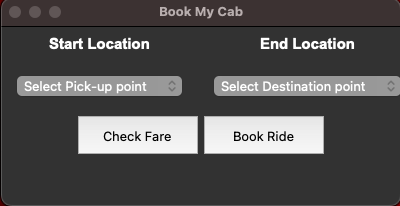 Book My Cab
Start Location End Location
Select Pick-up point Select Destination point
Check Fare Book Ride